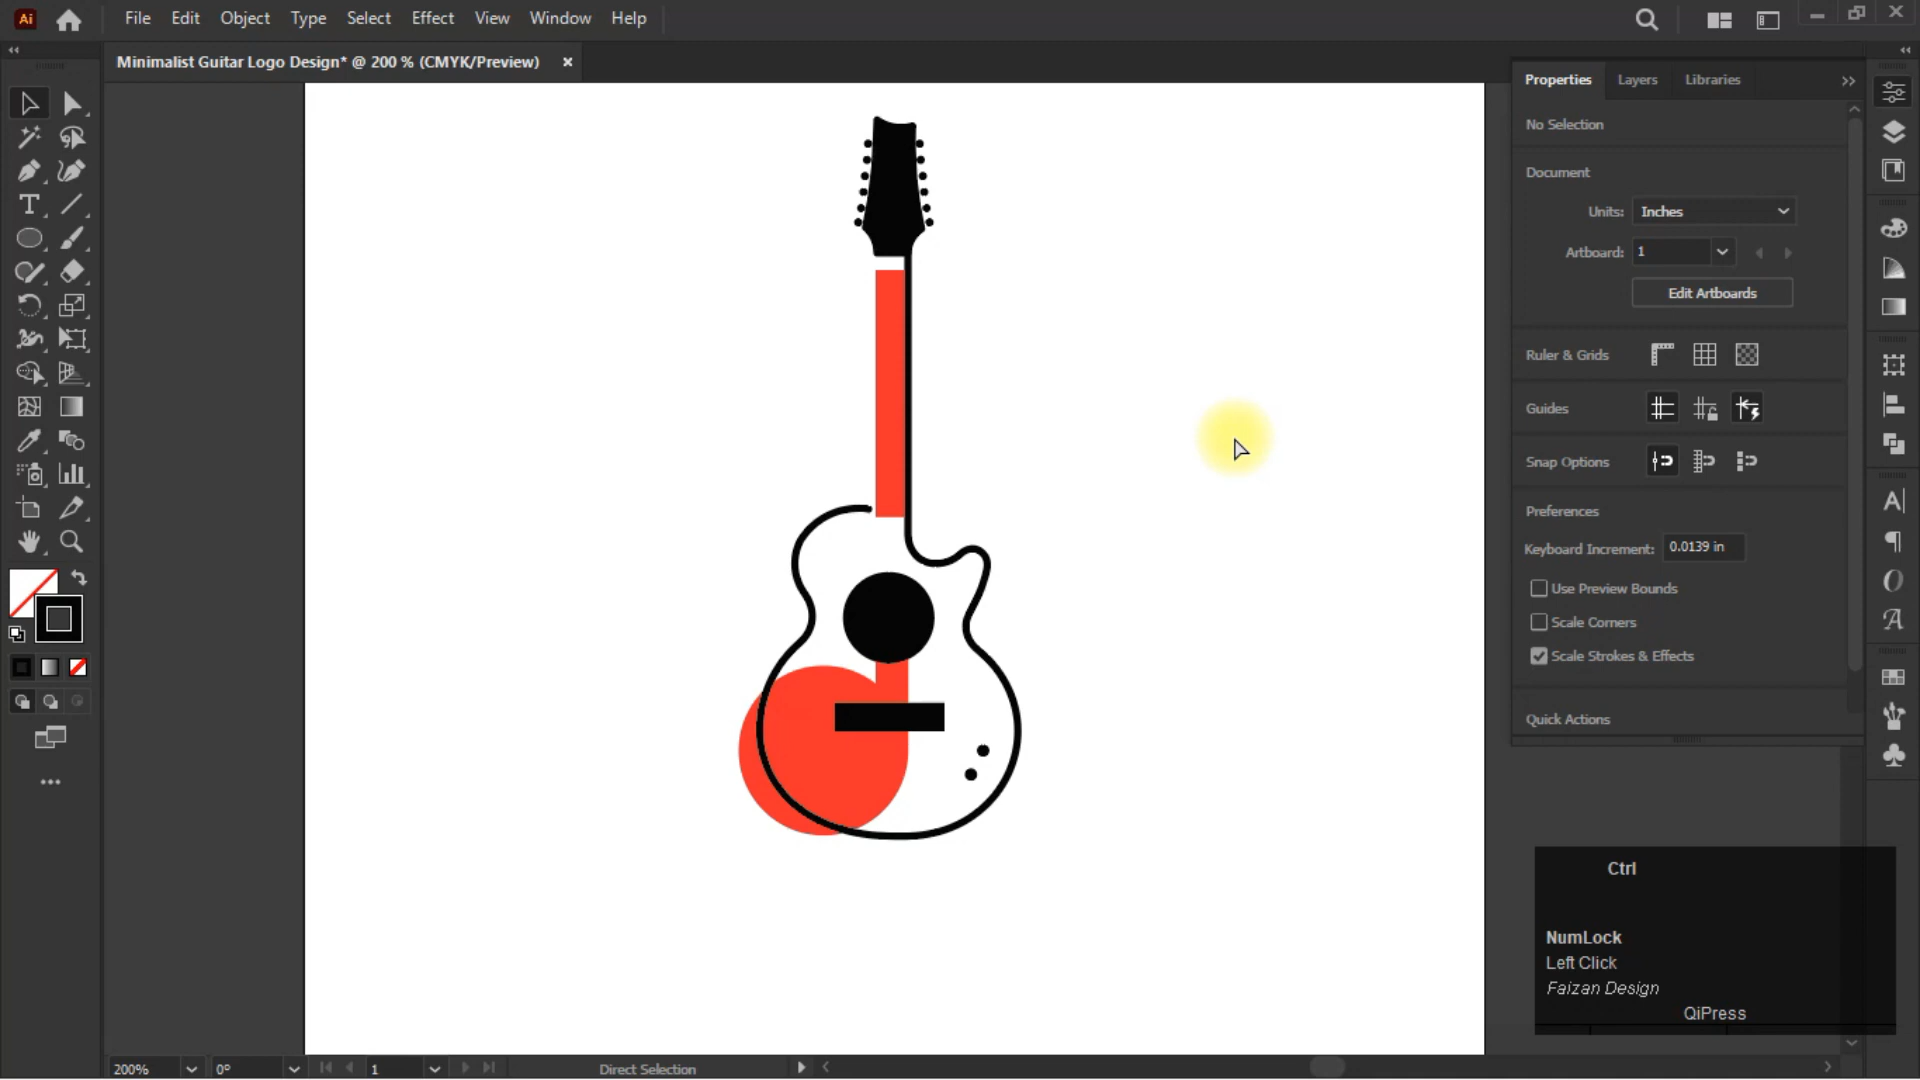 Ai
File Edit Object Type Select Effect View Window Help
Minimalist Guitar Logo Design* @ 200 % (CMYK/Preview)
Properties Layers Libraries
No Selection
Document
Units: Inches
Artboard: 1
Edit Artboards
Ruler & Grids
Guides
Snap Options
Preferences
Keyboard Increment: 0.0139 in
Use Preview Bounds
Scale Corners
Scale Strokes & Effects
Quick Actions
Ctrl
NumLock
Left Click
Faizan Design
QiPress
200% 0° 1 Direct Selection